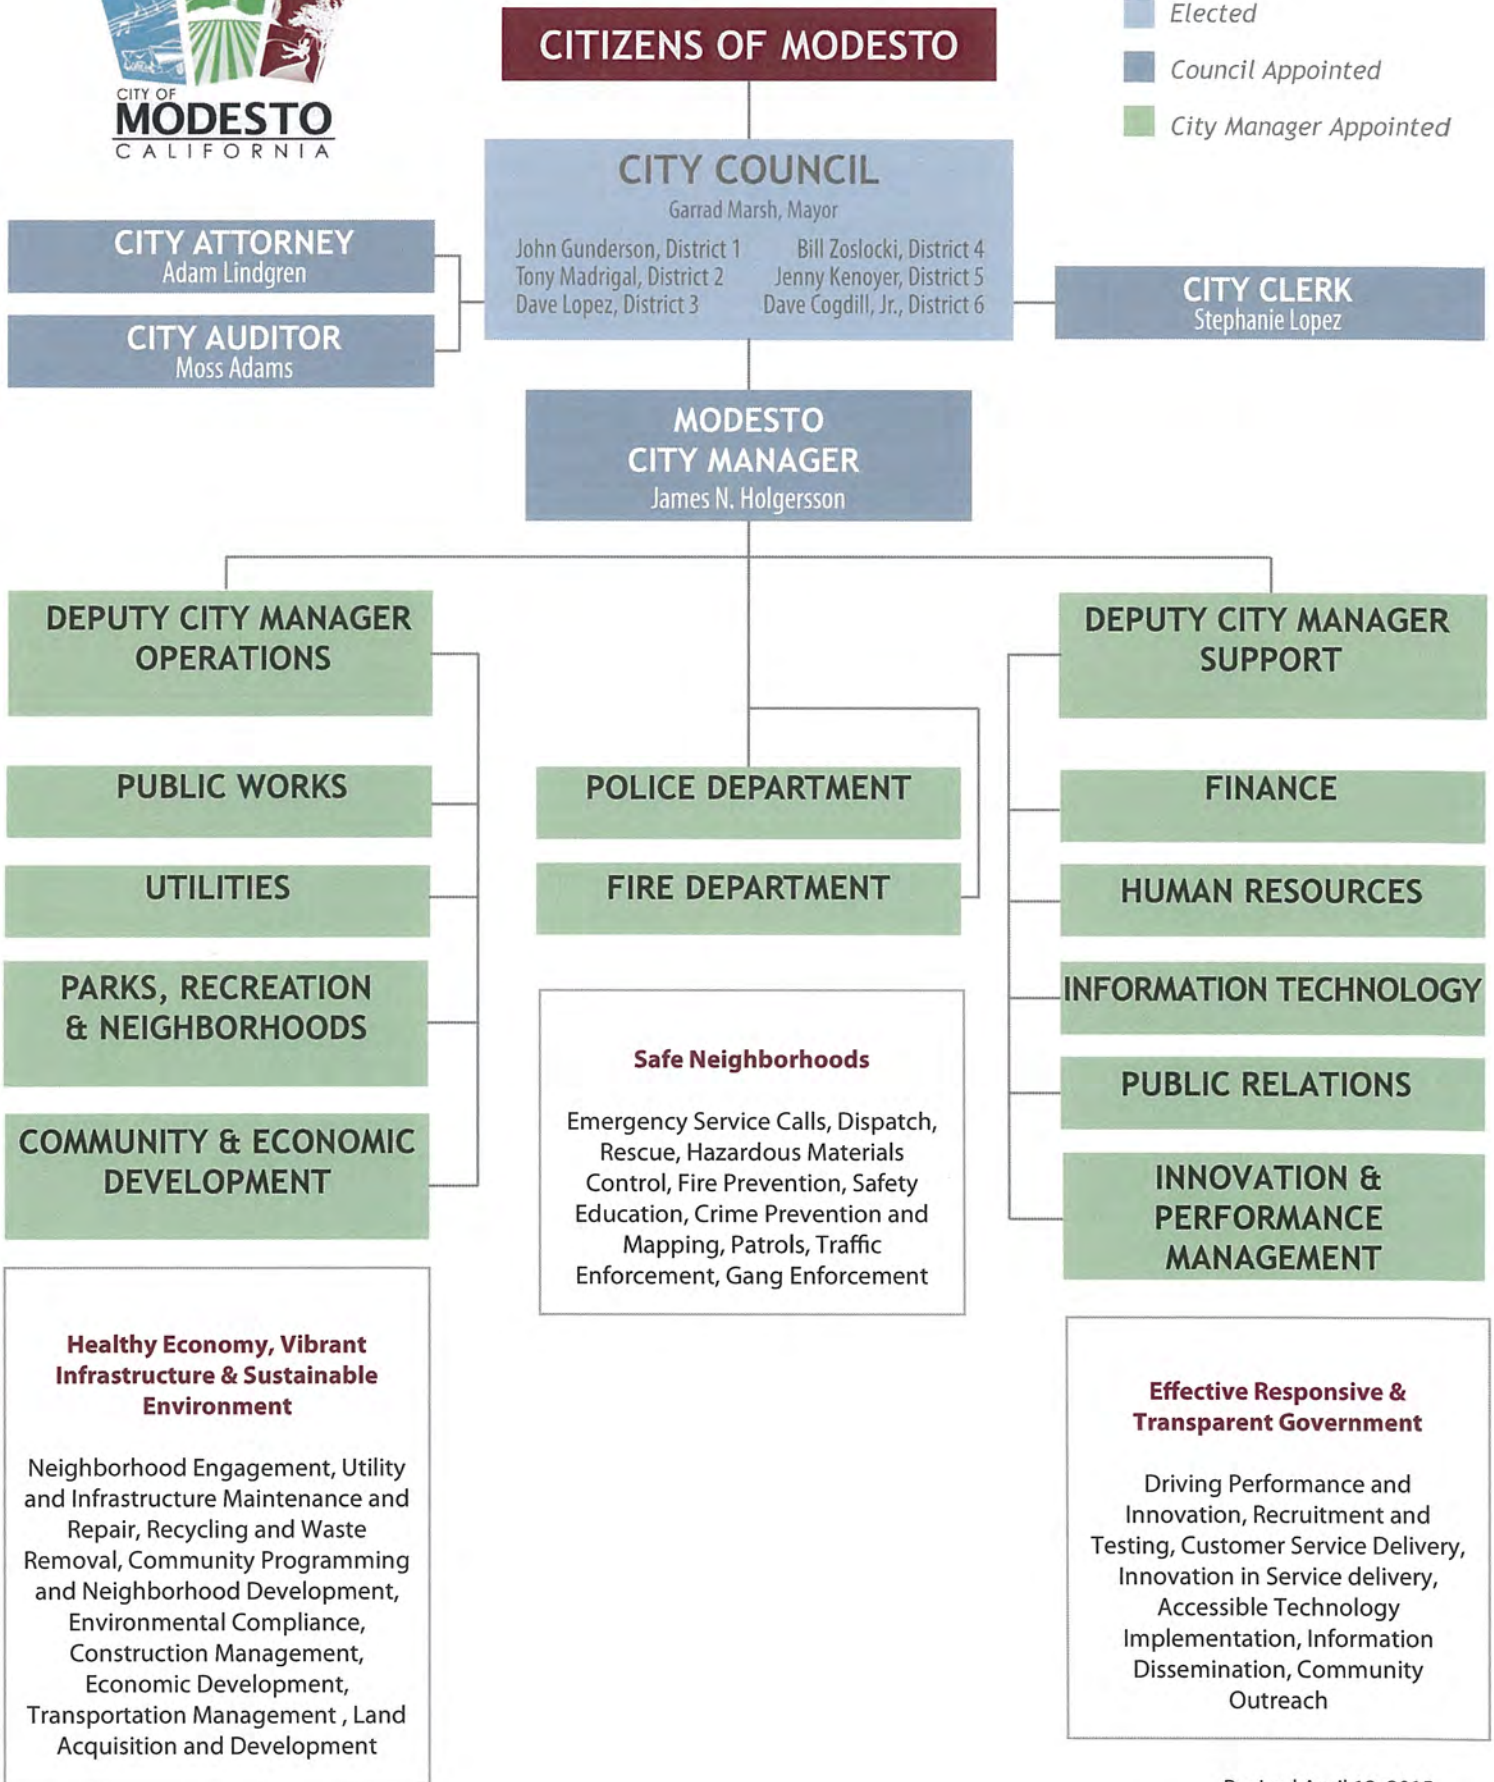 CITY OF
MODESTO
CALIFORNIA
CITIZENS OF MODESTO
Elected
Council Appointed
City Manager Appointed
CITY COUNCIL
Garrad Marsh, Mayor
John Gunderson, District 1
Tony Madrigal, District 2
Dave Lopez, District 3
Bill Zoslocki, District 4
Jenny Kenoyer, District 5
Dave Cogdill, Jr., District 6
CITY ATTORNEY
Adam Lindgren
CITY AUDITOR
Moss Adams
CITY CLERK
Stephanie Lopez
MODESTO
CITY MANAGER
James N. Holgersson
DEPUTY CITY MANAGER
OPERATIONS
PUBLIC WORKS
UTILITIES
PARKS, RECREATION
& NEIGHBORHOODS
COMMUNITY & ECONOMIC
DEVELOPMENT
Healthy Economy, Vibrant
Infrastructure & Sustainable
Environment
Neighborhood Engagement, Utility
and Infrastructure Maintenance and
Repair, Recycling and Waste
Removal, Community Programming
and Neighborhood Development,
Environmental Compliance,
Construction Management,
Economic Development,
Transportation Management , Land
Acquisition and Development
POLICE DEPARTMENT
FIRE DEPARTMENT
Safe Neighborhoods
Emergency Service Calls, Dispatch,
Rescue, Hazardous Materials
Control, Fire Prevention, Safety
Education, Crime Prevention and
Mapping, Patrols, Traffic
Enforcement, Gang Enforcement
DEPUTY CITY MANAGER
SUPPORT
FINANCE
HUMAN RESOURCES
INFORMATION TECHNOLOGY
PUBLIC RELATIONS
INNOVATION &
PERFORMANCE
MANAGEMENT
Effective Responsive &
Transparent Government
Driving Performance and
Innovation, Recruitment and
Testing, Customer Service Delivery,
Innovation in Service delivery,
Accessible Technology
Implementation, Information
Dissemination, Community
Outreach